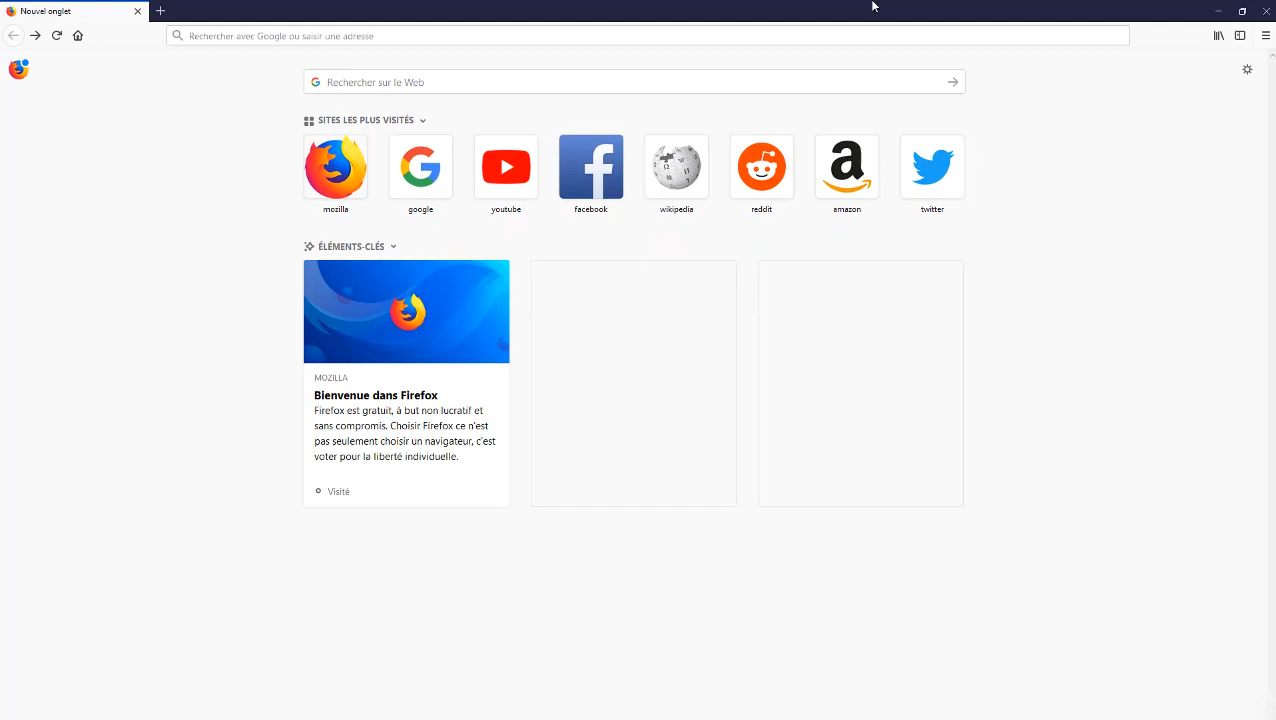 Nouvel onglet
Rechercher avec Google ou saisir une adresse
Rechercher sur le Web
SITES LES PLUS VISITÉS
mozilla google youtube facebook wikipedia reddit amazon twitter
ÉLÉMENTS-CLÉS
MOZILLA
Bienvenue dans Firefox
Firefox est gratuit, à but non lucratif et
sans compromis. Choisir Firefox ce n'est
pas seulement choisir un navigateur, c'est
voter pour la liberté individuelle.
Visité